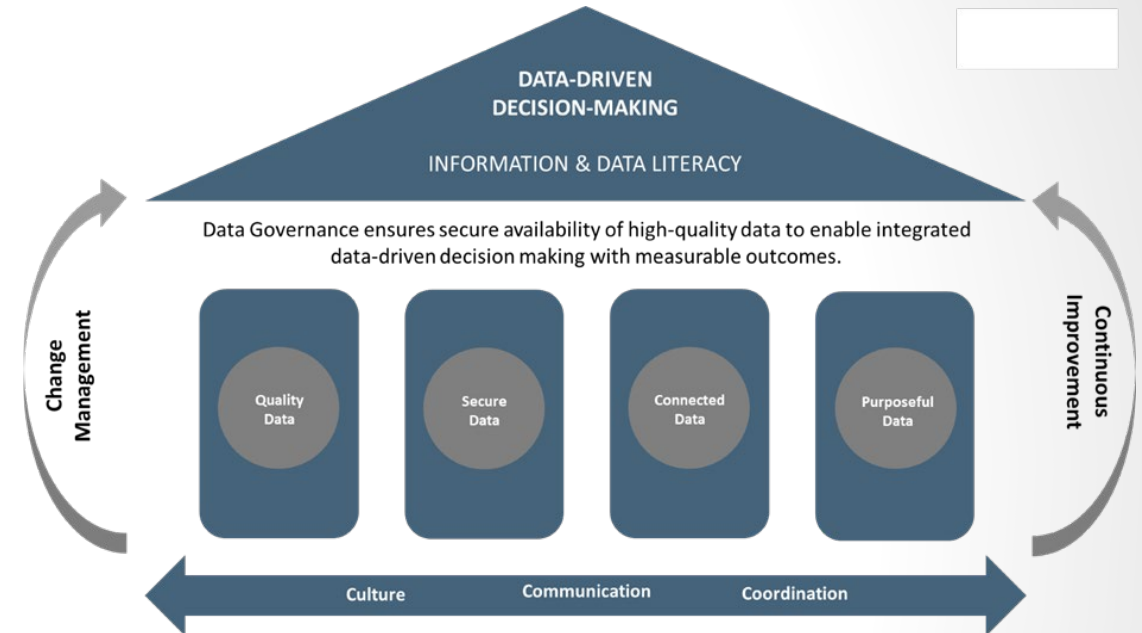 DATA-DRIVEN
DECISION-MAKING
INFORMATION & DATA LITERACY
Data Governance ensures secure availability of high-quality data to enable integrated
data-driven decision making with measurable outcomes.
Change
Management
Quality
Data
Secure
Data
Connected
Data
Purposeful
Data
Continuous
Improvement
Culture
Communication
Coordination